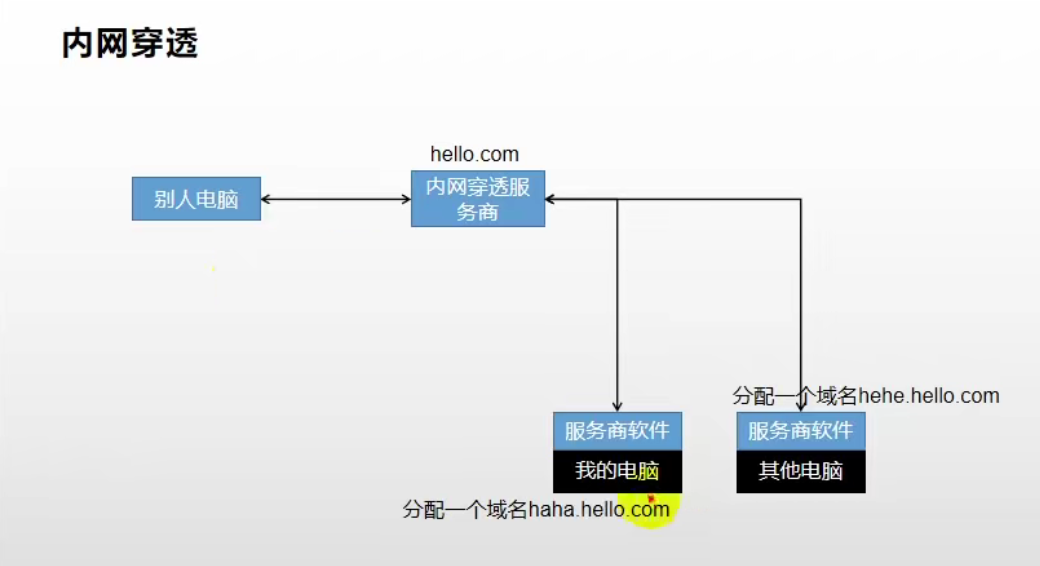 内网穿透
hello.com
别人电脑
内网穿透服
务商
分配一个域名hehe.hello.com
服务商软件
服务商软件
我的电脑
其他电脑
分配一个域名haha.hello.com